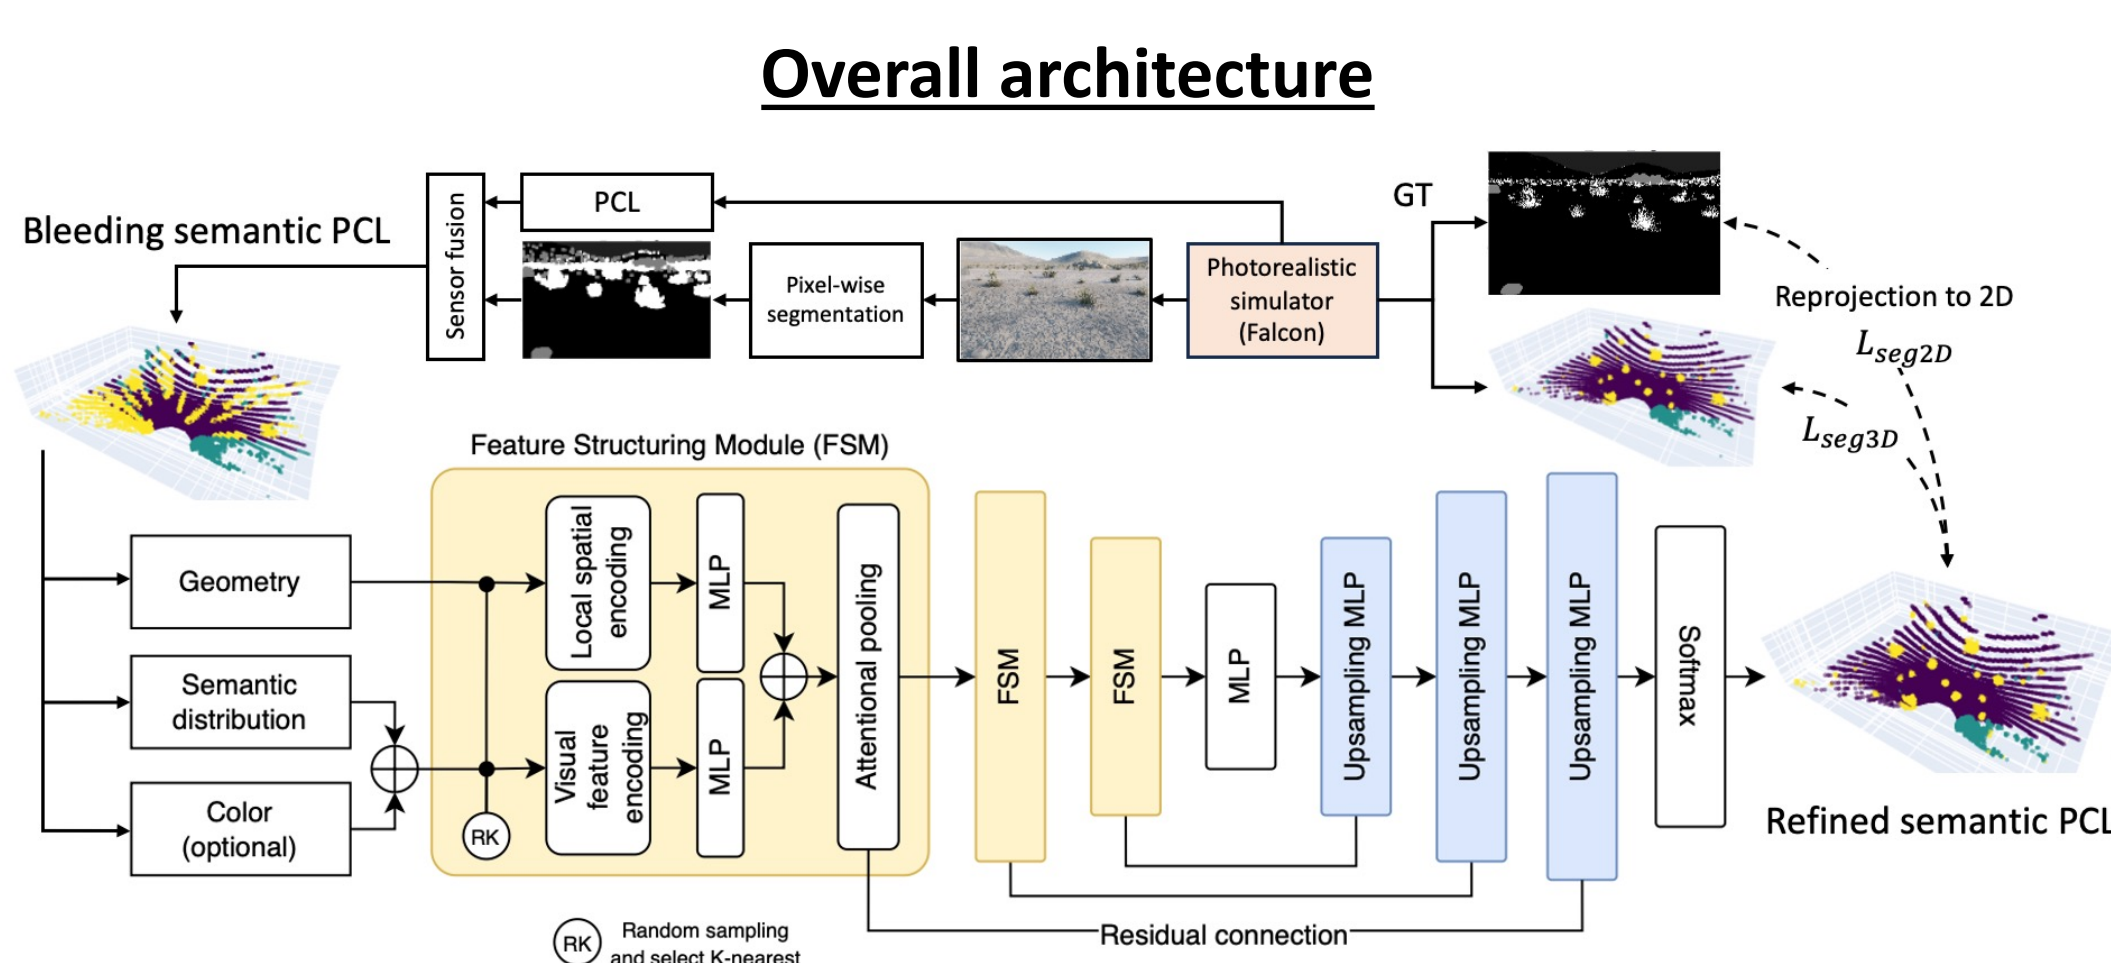 Overall architecture
Bleeding semantic PCL
Sensor fusion
PCL
Pixel-wise
segmentation
Photorealistic
simulator
(Falcon)
GT
Reprojection to 2D
L_seg2D
L_seg3D
Feature Structuring Module (FSM)
Geometry
Semantic
distribution
Color
(optional)
RK
Local spatial
encoding
MLP
Visual
feature
encoding
MLP
Attentional pooling
FSM
FSM
MLP
Upsampling MLP
Upsampling MLP
Upsampling MLP
Softmax
Refined semantic PCL
Residual connection
RK
Random sampling
and select K-nearest